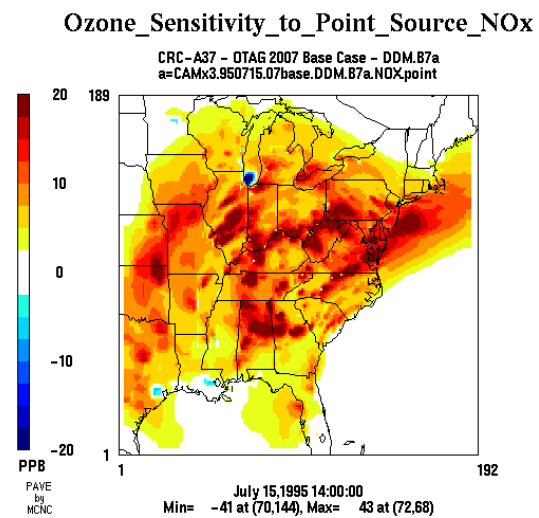 Ozone_Sensitivity_to_Point_Source_NOx
CRC-A37 - OTAG 2007 Base Case - DDM.B7a
a=CAMx3.950715.07base.DDM.B7a.NOX.point
20
10
0
-10
-20
PPB
PAVE
by
MCNC
189
1
1
192
July 15,1995 14:00:00
Min= -41 at (70,144), Max= 43 at (72,68)